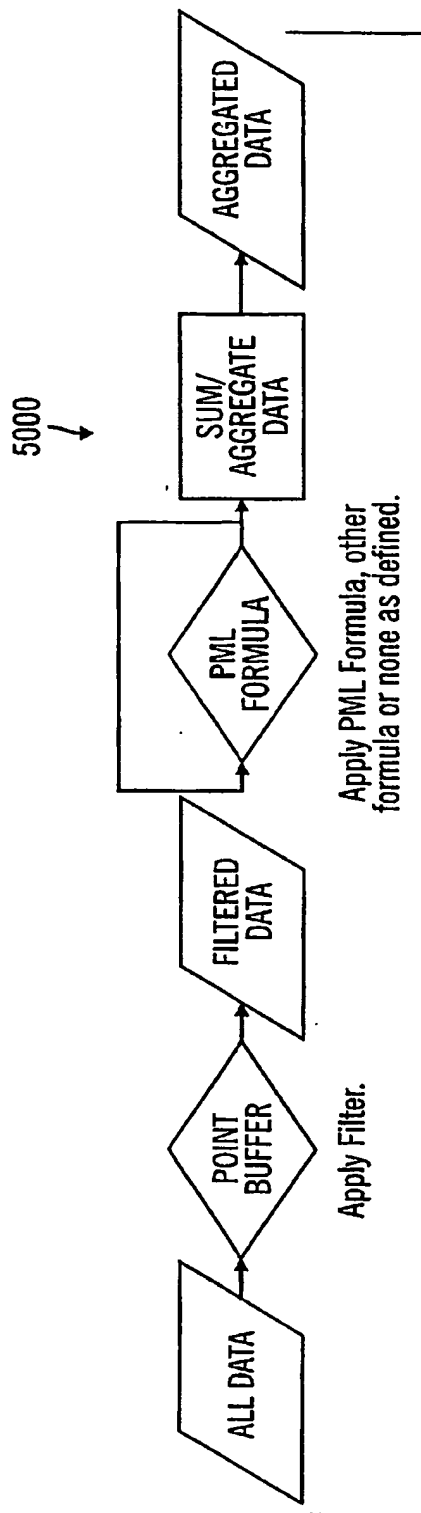 5000
ALL DATA
POINT
BUFFER
Apply Filter.
FILTERED
DATA
PML
FORMULA
Apply PML Formula, other
formula or none as defined.
SUM/
AGGREGATE
DATA
AGGREGATED
DATA